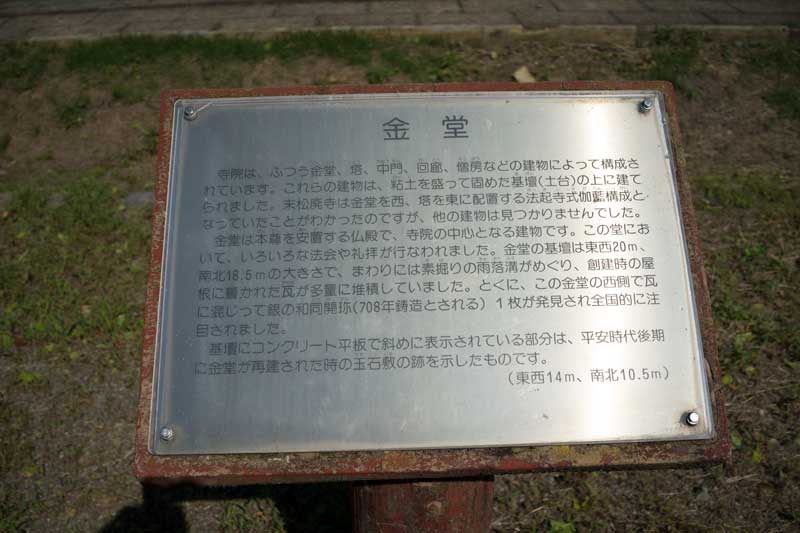 金堂
寺院は、ふつう金堂、塔、中門、回廊、僧房などの建物によって構成さ
れています。これらの建物は、粘土を盛って固めた基壇(土台)の上に建て
られました。末松廃寺は金堂を西、塔を東に配置する法起寺式伽藍構成と
なっていたことがわかったのですが、他の建物は見つかりませんでした。
金堂は本尊を安置する仏殿で、寺院の中心となる建物です。この堂にお
いて、いろいろな法会や礼拝が行なわれました。金堂の基壇は東西20m、
南北18.5mの大きさで、まわりには素掘りの雨落溝がめぐり、創建時の屋
根に葺かれた瓦が多量に堆積していました。とくに、この金堂の西側で瓦
に混じって銀の和同開珎(708年鋳造とされる)1枚が発見され全国的に注
目されました。
基壇にコンクリート平板で斜めに表示されている部分は、平安時代後期
に金堂が再建された時の玉石敷の跡を示したものです。
(東西14m、南北10.5m)